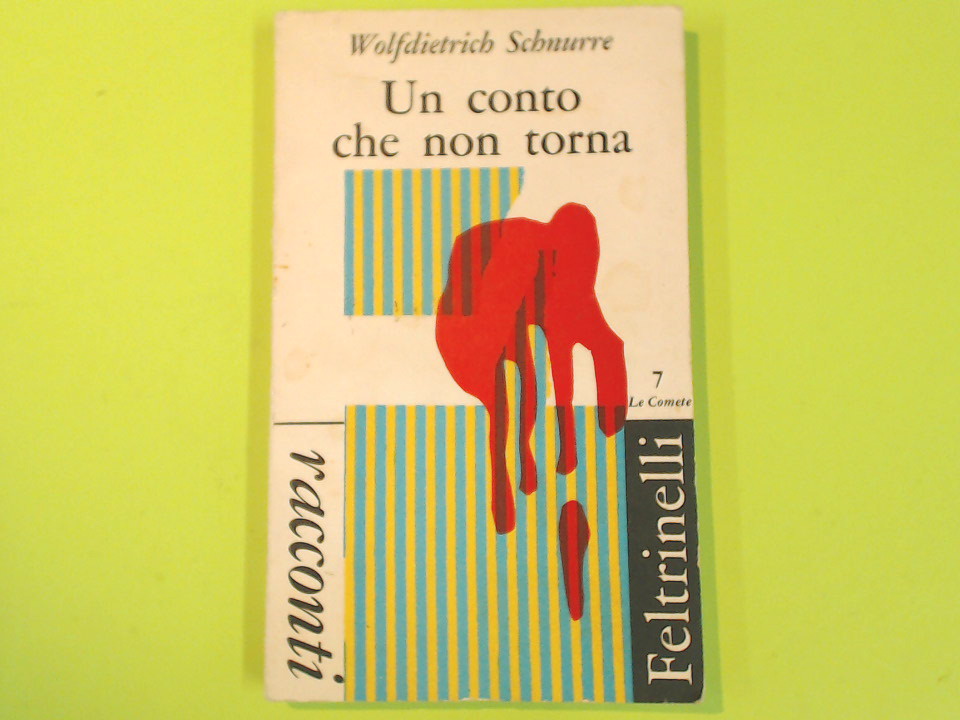 Wolfdietrich Schnurre
Un conto
che non torna
7
Le Comete
racconti
Feltrinelli